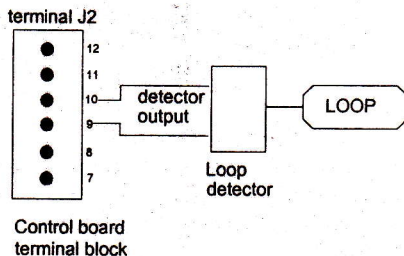 terminal J2
12
11
10
9
8
7
detector
output
LOOP
Loop
detector
Control board
terminal block